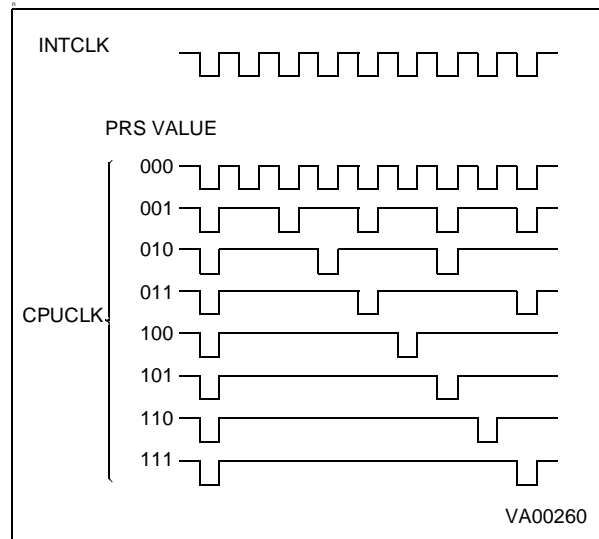 n
INTCLK
PRS VALUE
000
001
010
011
CPUCLK
100
101
110
111
VA00260